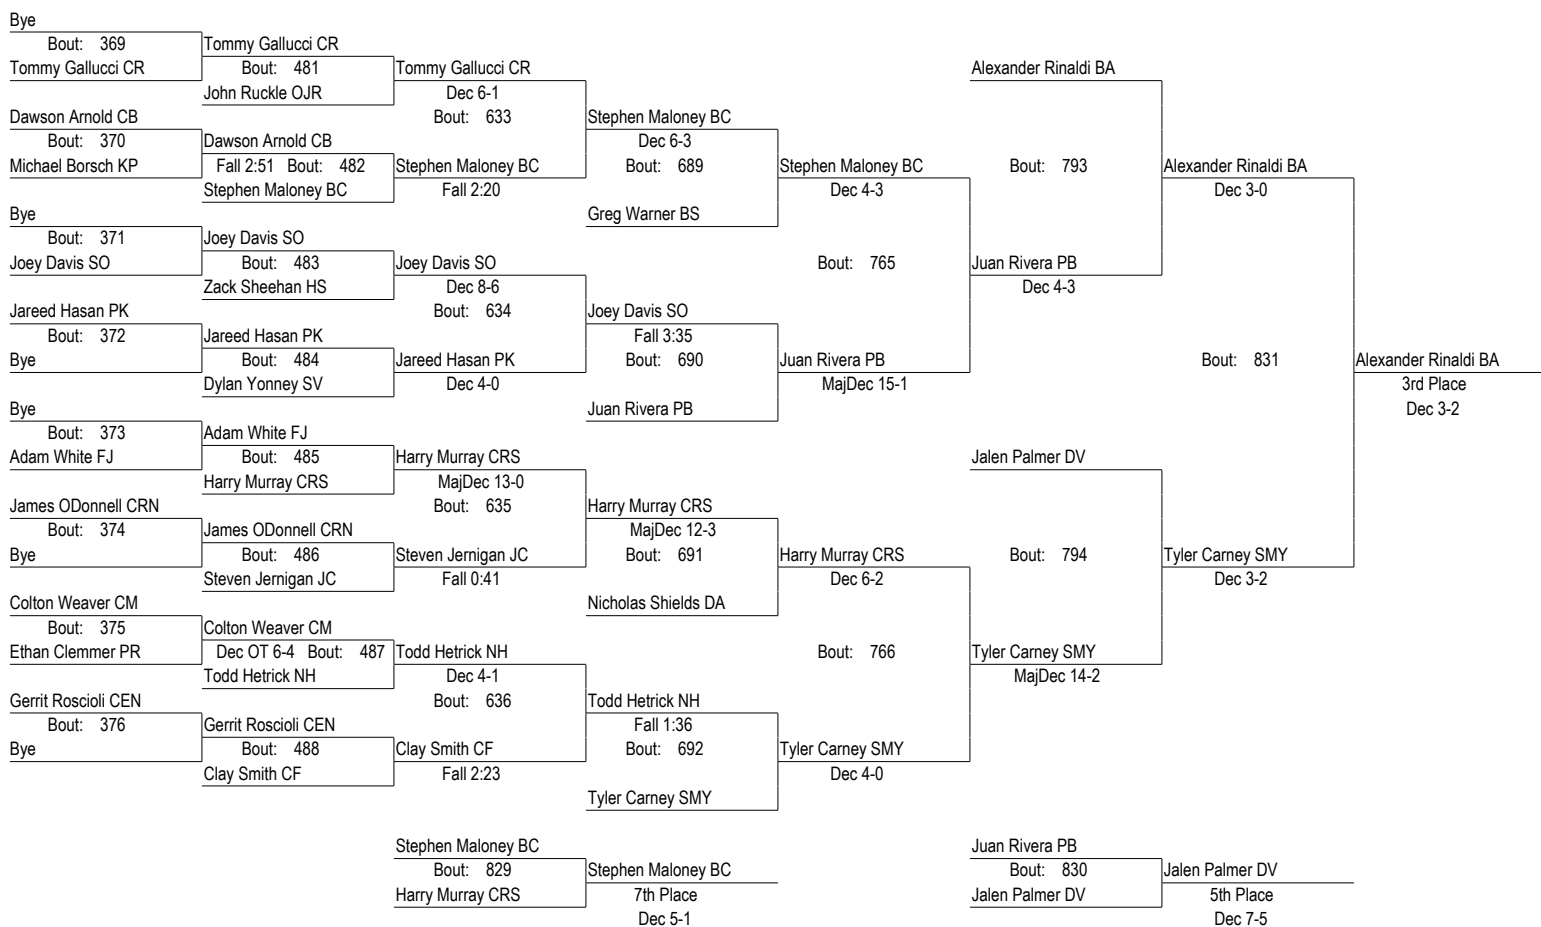 Bye
Bout: 369
Tommy Gallucci CR
Dawson Arnold CB
Bout: 370
Michael Borsch KP
Bye
Bout: 371
Joey Davis SO
Jareed Hasan PK
Bout: 372
Bye
Bye
Bout: 373
Adam White FJ
James ODonnell CRN
Bout: 374
Bye
Colton Weaver CM
Bout: 375
Ethan Clemmer PR
Gerrit Roscioli CEN
Bout: 376
Bye
Tommy Gallucci CR
Bout: 481
John Ruckle OJR
Dawson Arnold CB
Fall 2:51 Bout: 482
Stephen Maloney BC
Joey Davis SO
Bout: 483
Zack Sheehan HS
Jareed Hasan PK
Bout: 484
Dylan Yonney SV
Adam White FJ
Bout: 485
Harry Murray CRS
James ODonnell CRN
Bout: 486
Steven Jernigan JC
Colton Weaver CM
Dec OT 6-4 Bout: 487
Todd Hetrick NH
Gerrit Roscioli CEN
Bout: 488
Clay Smith CF
Tommy Gallucci CR
Dec 6-1
Bout: 633
Stephen Maloney BC
Fall 2:20
Joey Davis SO
Dec 8-6
Bout: 634
Jareed Hasan PK
Dec 4-0
Harry Murray CRS
MajDec 13-0
Bout: 635
Steven Jernigan JC
Fall 0:41
Todd Hetrick NH
Dec 4-1
Bout: 636
Clay Smith CF
Fall 2:23
Stephen Maloney BC
Dec 6-3
Bout: 689
Greg Warner BS
Joey Davis SO
Fall 3:35
Bout: 690
Juan Rivera PB
Harry Murray CRS
MajDec 12-3
Bout: 691
Nicholas Shields DA
Todd Hetrick NH
Fall 1:36
Bout: 692
Tyler Carney SMY
Stephen Maloney BC
Dec 4-3
Bout: 765
Juan Rivera PB
MajDec 15-1
Harry Murray CRS
Dec 6-2
Bout: 766
Tyler Carney SMY
Dec 4-0
Alexander Rinaldi BA
Bout: 793
Juan Rivera PB
Dec 4-3
Jalen Palmer DV
Bout: 794
Tyler Carney SMY
MajDec 14-2
Alexander Rinaldi BA
Dec 3-0
Bout: 831
Tyler Carney SMY
Dec 3-2
Alexander Rinaldi BA
3rd Place
Dec 3-2
Stephen Maloney BC
Bout: 829
Harry Murray CRS
Stephen Maloney BC
7th Place
Dec 5-1
Juan Rivera PB
Bout: 830
Jalen Palmer DV
Jalen Palmer DV
5th Place
Dec 7-5